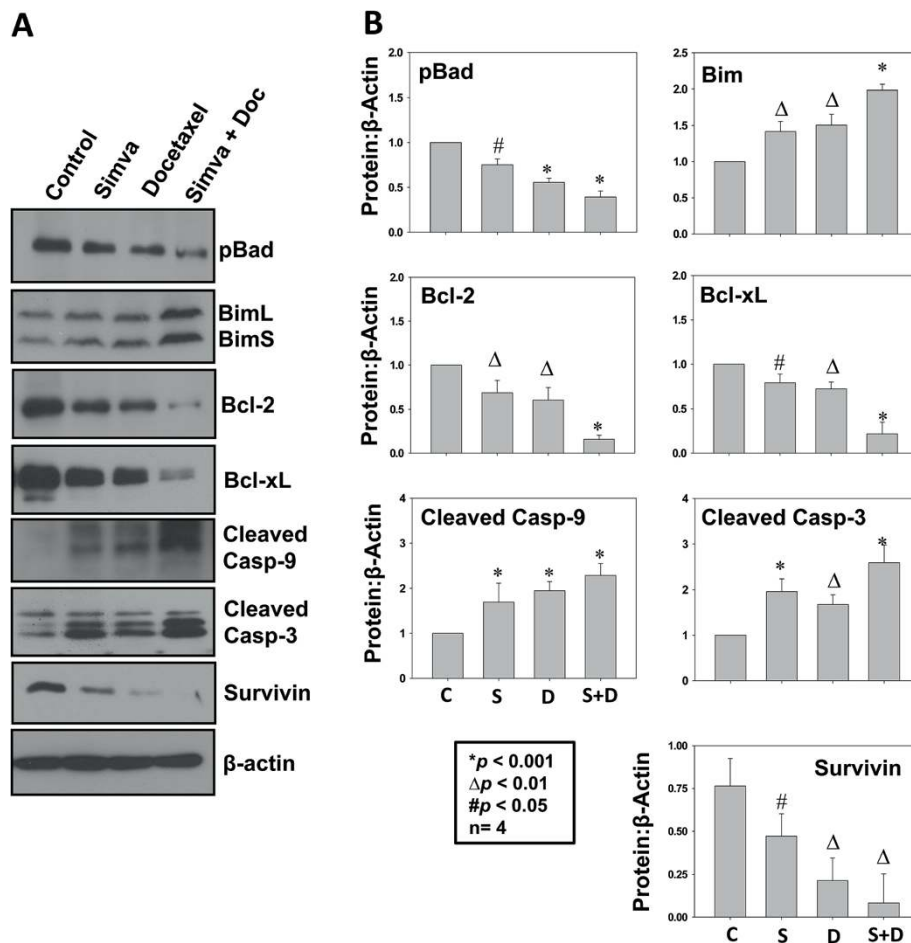 A
Control
Simva
Docetaxel
Simva + Doc
pBad
BimL
BimS
Bcl-2
Bcl-xL
Cleaved
Casp-9
Cleaved
Casp-3
Survivin
β-actin
B
Protein:β-Actin
2.0
1.5
1.0
0.5
0.0
pBad
#
*
*
2.5
2.0
1.5
1.0
0.5
0.0
Bim
Δ
Δ
*
Protein:β-Actin
2.0
1.5
1.0
0.5
0.0
Bcl-2
Δ
Δ
*
2.0
1.5
1.0
0.5
0.0
Bcl-xL
#
Δ
*
Protein:β-Actin
4
3
2
1
0
Cleaved Casp-9
*
*
*
C S D S+D
4
3
2
1
0
Cleaved Casp-3
*
Δ
*
*p < 0.001
Δp < 0.01
#p < 0.05
n= 4
Protein:β-Actin
1.00
0.75
0.50
0.25
0.00
Survivin
#
Δ
Δ
C S D S+D